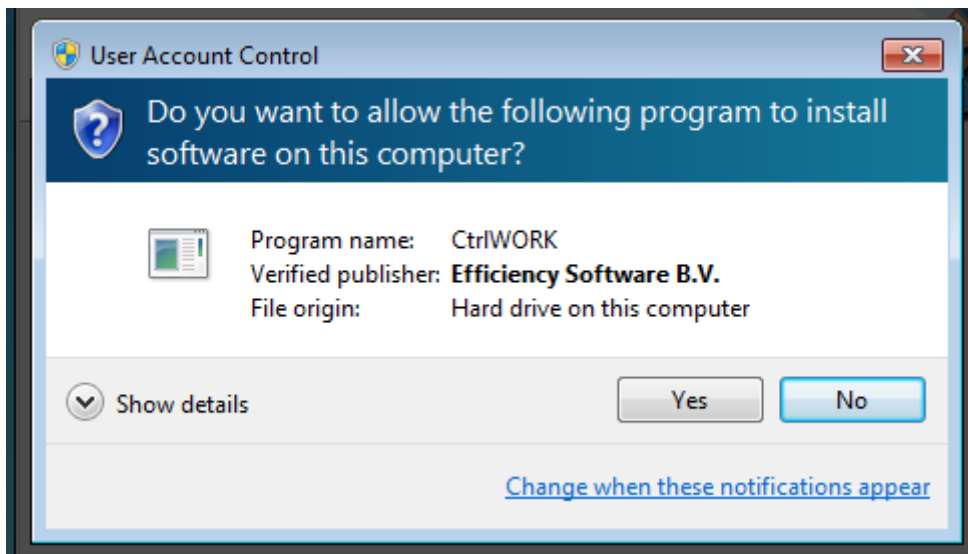 User Account Control
Do you want to allow the following program to install
software on this computer?
Program name: CtrlWORK
Verified publisher: Efficiency Software B.V.
File origin: Hard drive on this computer
Show details
Yes
No
Change when these notifications appear